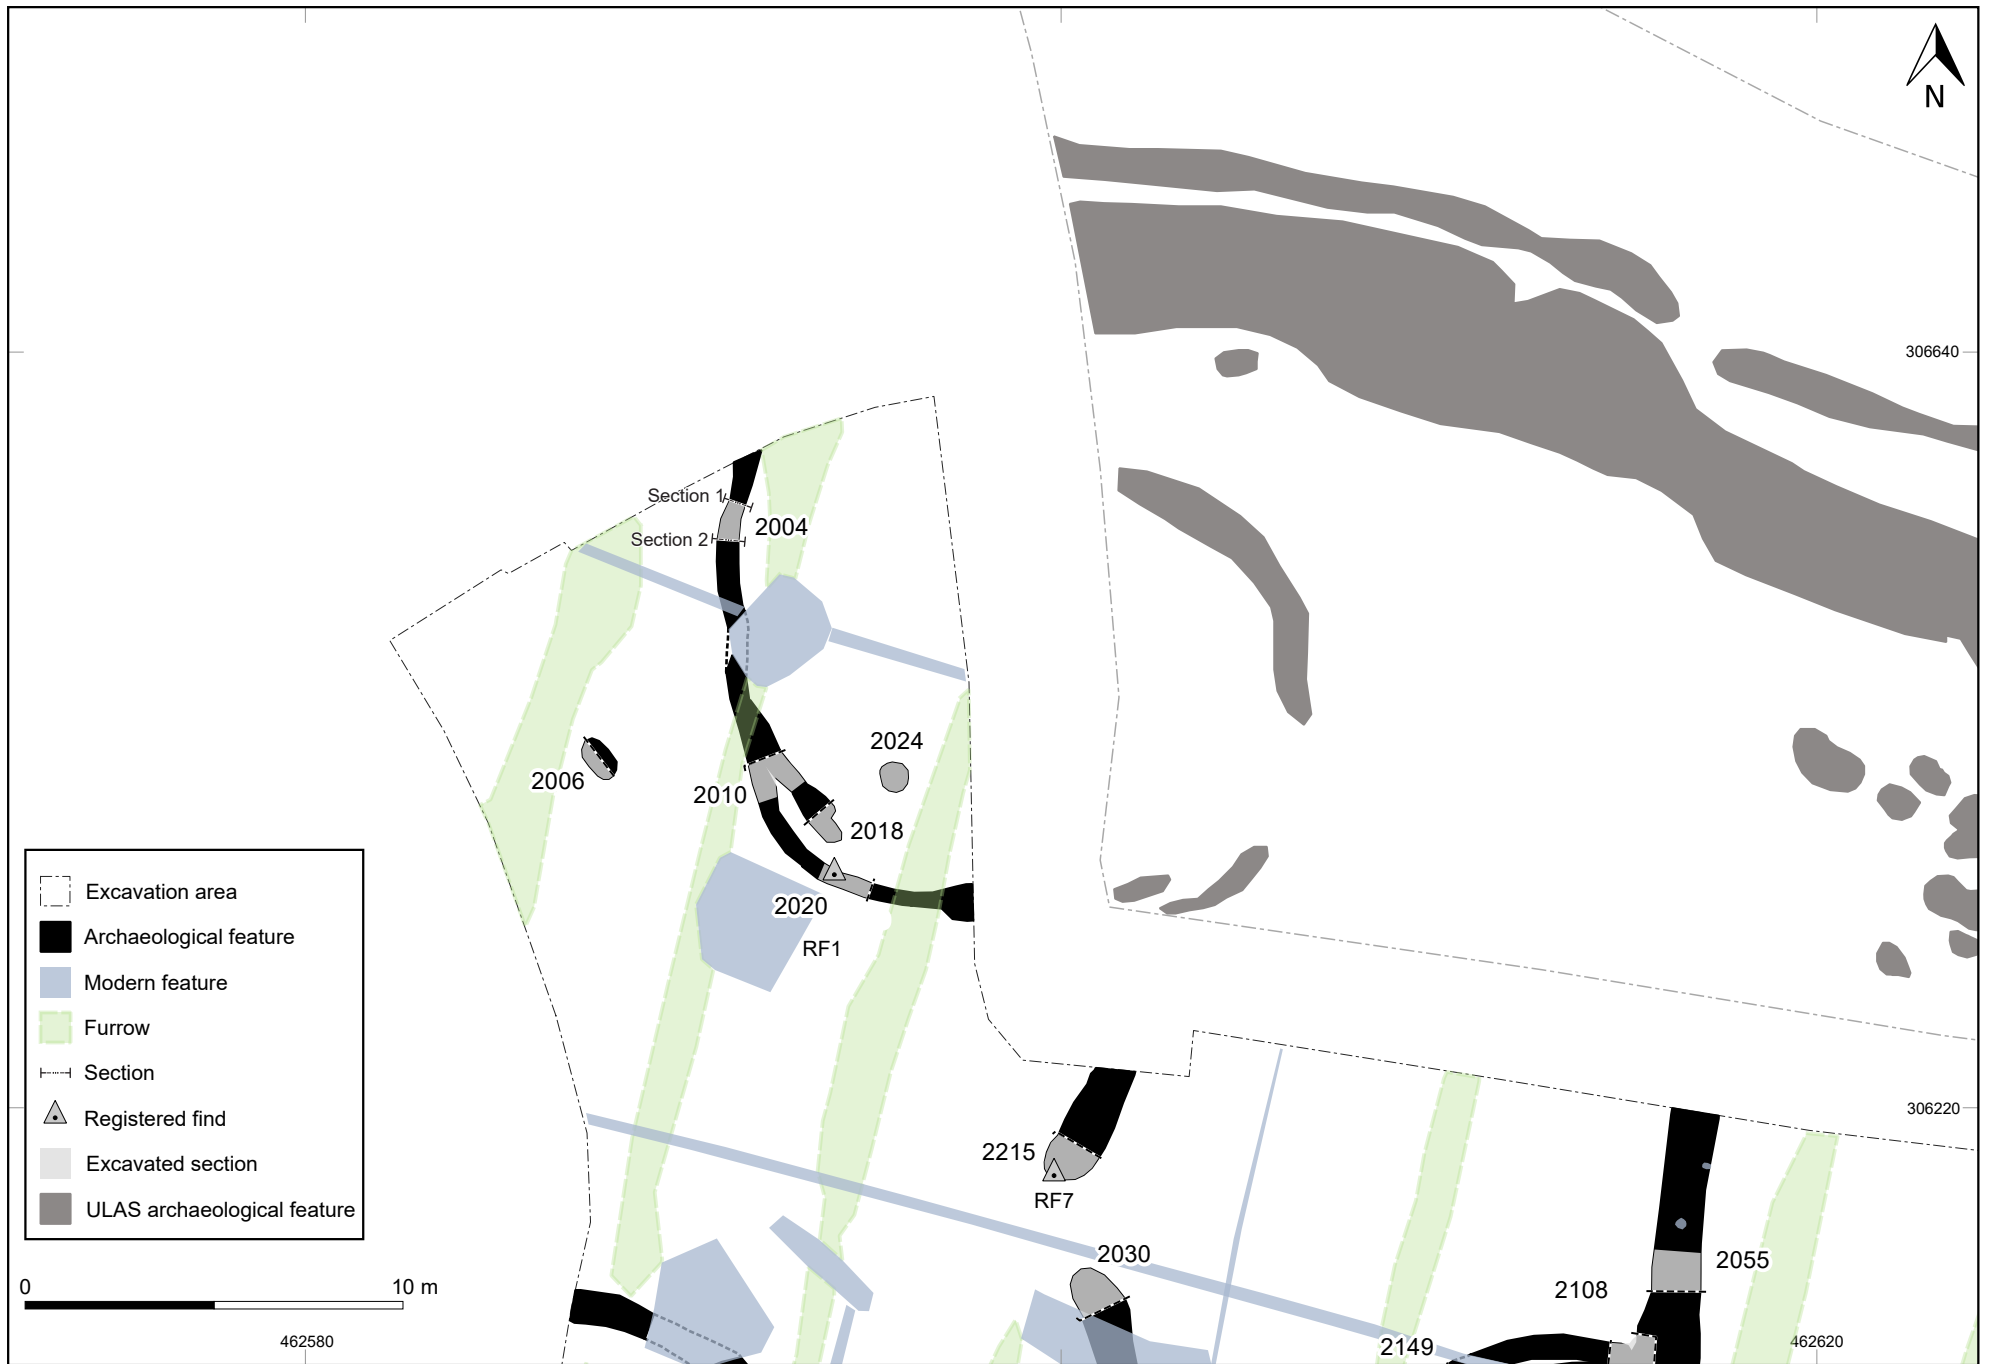 N
306640
Section 1
2004
Section 2
2024
2006
2010
2018
2020
RF1
Excavation area
Archaeological feature
Modern feature
Furrow
Section
Registered find
Excavated section
ULAS archaeological feature
306220
2215
RF7
2030
2055
2108
0
10 m
462580
2149
462620